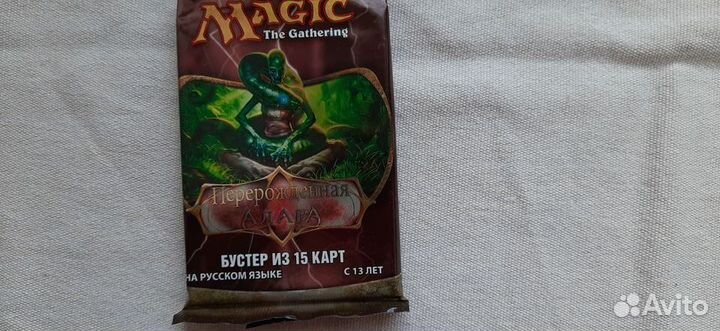 MAGIC
The Gathering
Перерожденная
АЛАРА
БУСТЕР ИЗ 15 КАРТ
НА РУССКОМ ЯЗЫКЕ С 13 ЛЕТ
Avito